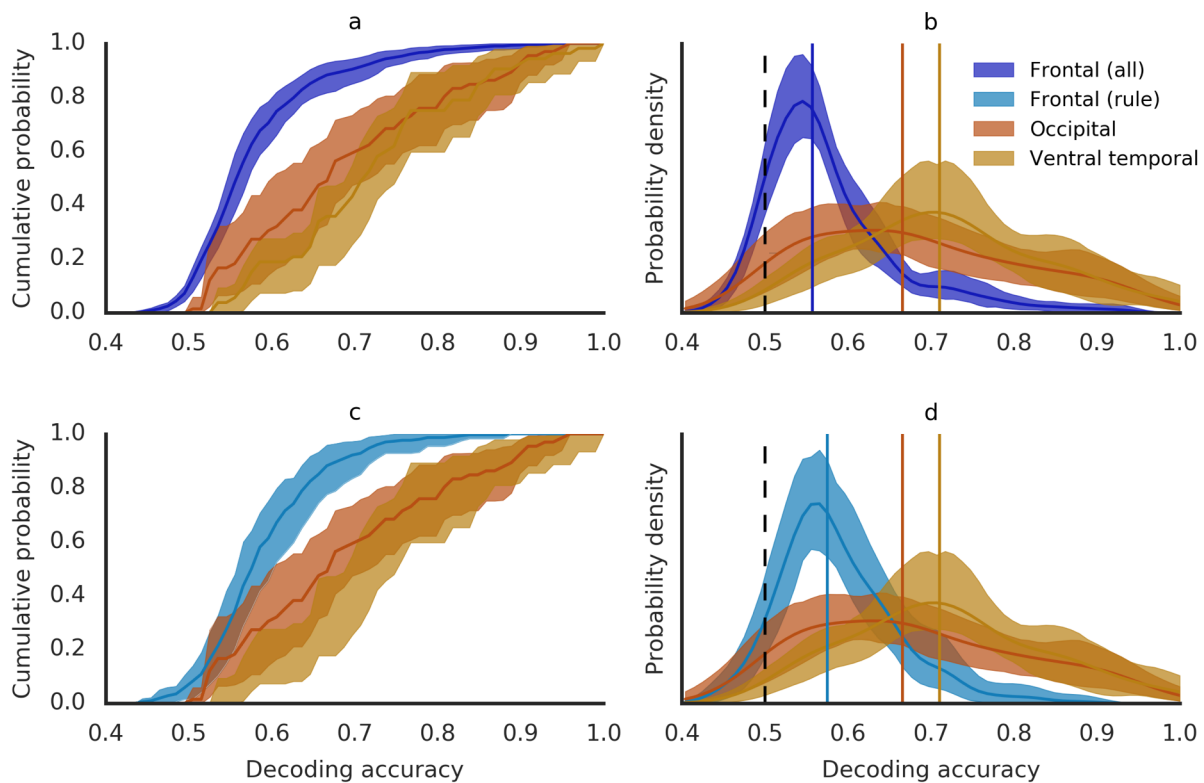 a
b
Cumulative probability
1.0
0.8
0.6
0.4
0.2
0.0
0.4 0.5 0.6 0.7 0.8 0.9 1.0
Probability density
Frontal (all)
Frontal (rule)
Occipital
Ventral temporal
0.4 0.5 0.6 0.7 0.8 0.9 1.0
c
d
Cumulative probability
1.0
0.8
0.6
0.4
0.2
0.0
0.4 0.5 0.6 0.7 0.8 0.9 1.0
Decoding accuracy
Probability density
0.4 0.5 0.6 0.7 0.8 0.9 1.0
Decoding accuracy